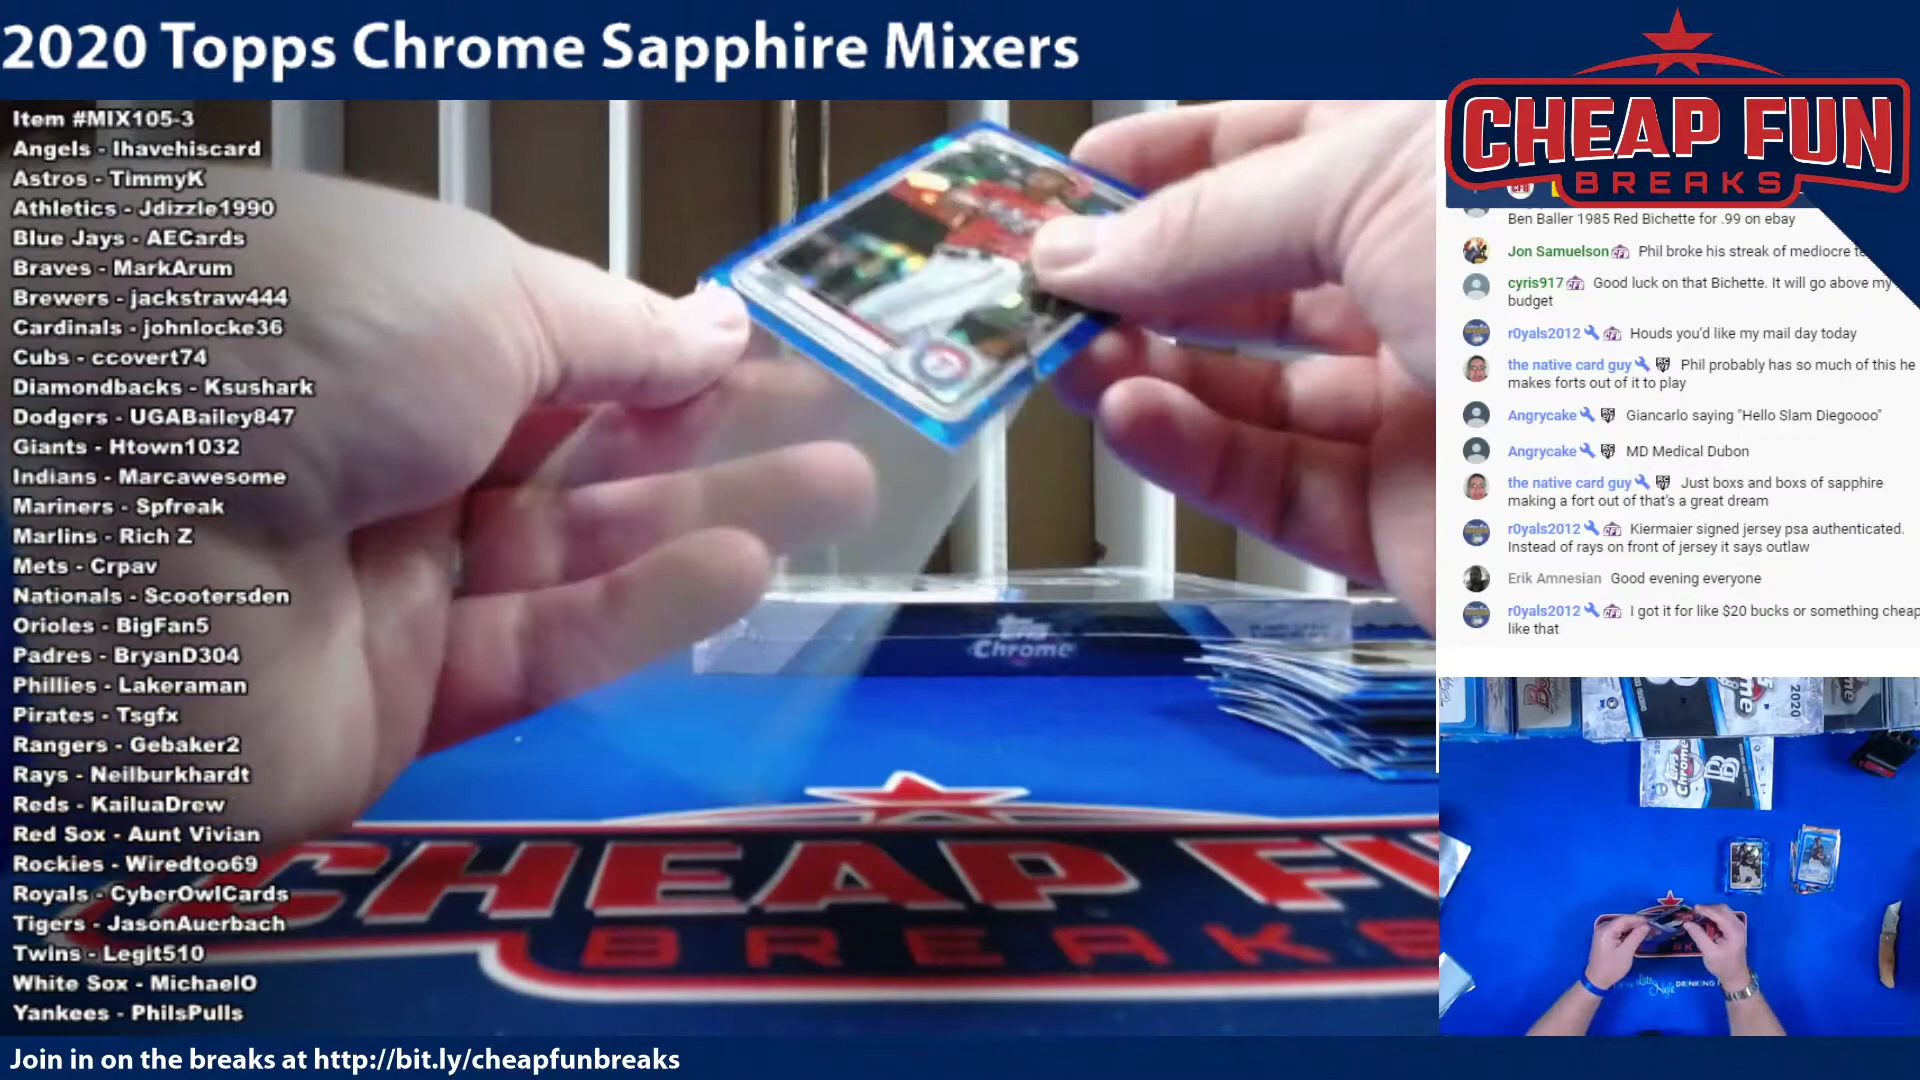 2020 Topps Chrome Sapphire Mixers
Item #MIX105-3
Angels - Ihavehiscard
Astros - TimmyK
Athletics - Jdizzle1990
Blue Jays - AECards
Braves - MarkArum
Brewers - jackstraw444
Cardinals - johnlocke36
Cubs - ccovert74
Diamondbacks - Ksushark
Dodgers - UGABailey847
Giants - Htown1032
Indians - Marcawesome
Mariners - Spfreak
Marlins - Rich Z
Mets - Crpav
Nationals - Scootersden
Orioles - BigFan5
Padres - BryanD304
Phillies - Lakeraman
Pirates - Tsgfx
Rangers - Gebaker2
Rays - Neilburkhardt
Reds - KailuaDrew
Red Sox - Aunt Vivian
Rockies - Wiredtoo69
Royals - CyberOwlCards
Tigers - JasonAuerbach
Twins - Legit510
White Sox - MichaelO
Yankees - PhilsPulls
Chrome
CHEAP FU
BREAKS
CHEAP FUN
BREAKS
Ben Baller 1985 Red Bichette for .99 on ebay
Jon Samuelson Phil broke his streak of mediocre
cyris917 Good luck on that Bichette. It will go above my
budget
r0yals2012 Houds you'd like my mail day today
the native card guy Phil probably has so much of this he
makes forts out of it to play
Angrycake Giancarlo saying "Hello Slam Diegoooo"
Angrycake MD Medical Dubon
the native card guy Just boxs and boxs of sapphire
making a fort out of that's a great dream
r0yals2012 Kiermaier signed jersey psa authenticated.
Instead of rays on front of jersey it says outlaw
Erik Amnesian Good evening everyone
r0yals2012 I got it for like $20 bucks or something cheap
like that
2020
Chrome
Late Night DRINKING
Join in on the breaks at http://bit.ly/cheapfunbreaks